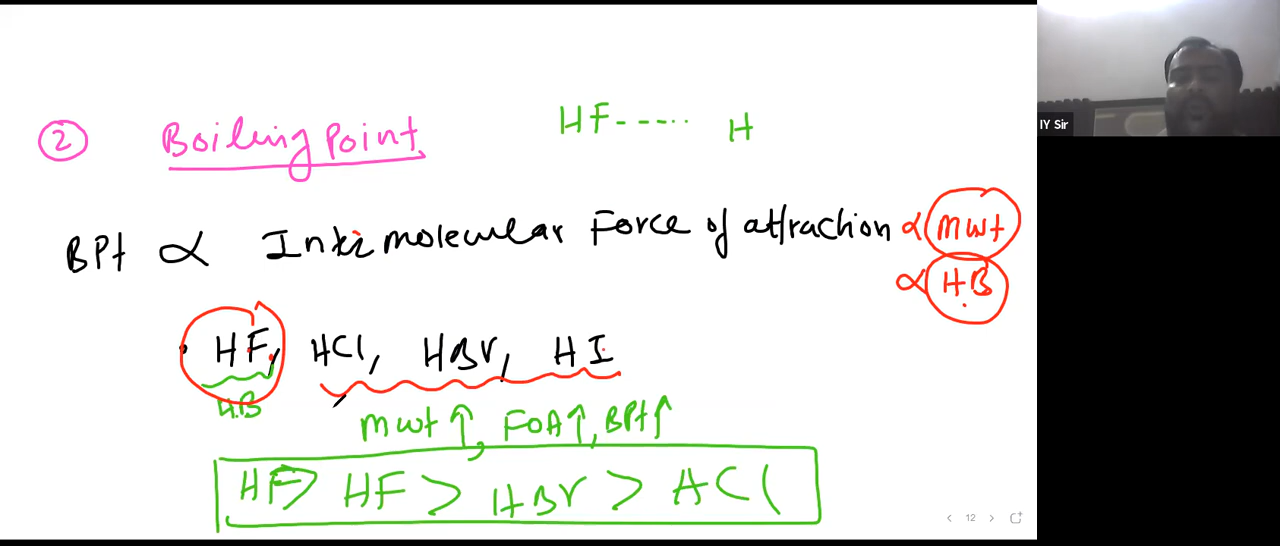 ② Boiling Point
HF----- H
BPt ∝ Intermolecular Force of attraction ∝ Mwt
∝ HB
HF, HCl, HBr, HI
H.B
Mwt ↑, FOA ↑, BPt ↑
HF > HF > HBr > HCl
IY Sir
12